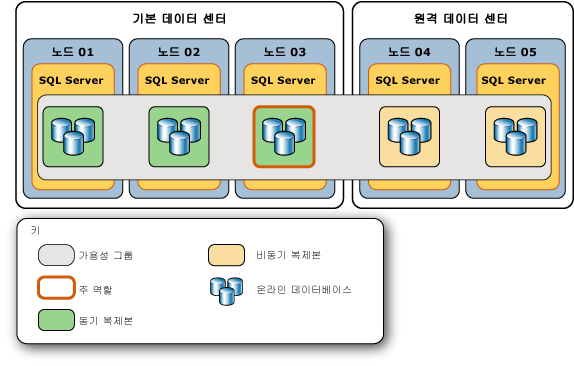 기본 데이터 센터
원격 데이터 센터
노드 01
노드 02
노드 03
노드 04
노드 05
SQL Server
SQL Server
SQL Server
SQL Server
SQL Server
키
가용성 그룹
비동기 복제본
주 역할
온라인 데이터베이스
동기 복제본